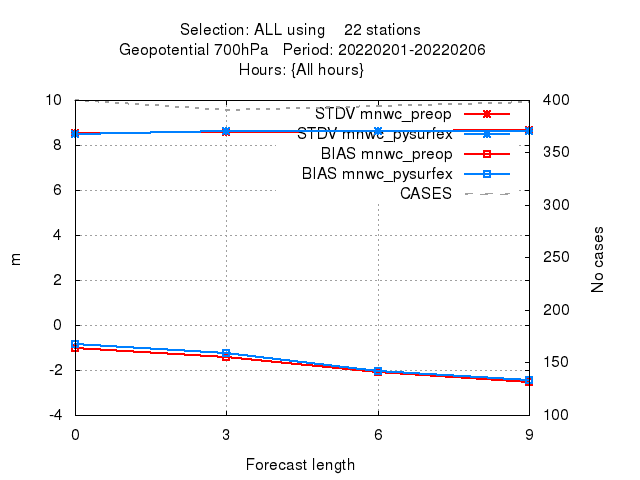 Selection: ALL using 22 stations
Geopotential 700hPa Period: 20220201-20220206
Hours: {All hours}
STDV mnwc_preop
STDV mnwc_pysurfex
BIAS mnwc_preop
BIAS mnwc_pysurfex
CASES
10
8
6
4
2
0
-2
-4
m
400
350
300
250
200
150
100
No cases
0 3 6 9
Forecast length